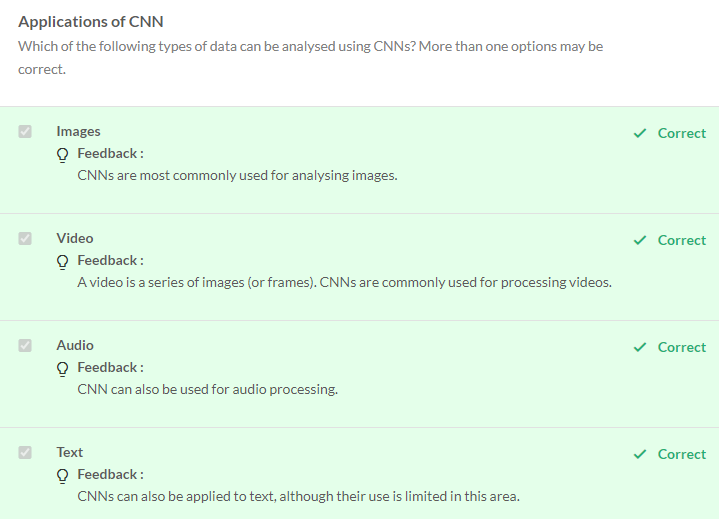 Applications of CNN
Which of the following types of data can be analysed using CNNs? More than one options may be
correct.
Images
Correct
Feedback :
CNNs are most commonly used for analysing images.
Video
Correct
Feedback :
A video is a series of images (or frames). CNNs are commonly used for processing videos.
Audio
Correct
Feedback :
CNN can also be used for audio processing.
Text
Correct
Feedback :
CNNs can also be applied to text, although their use is limited in this area.